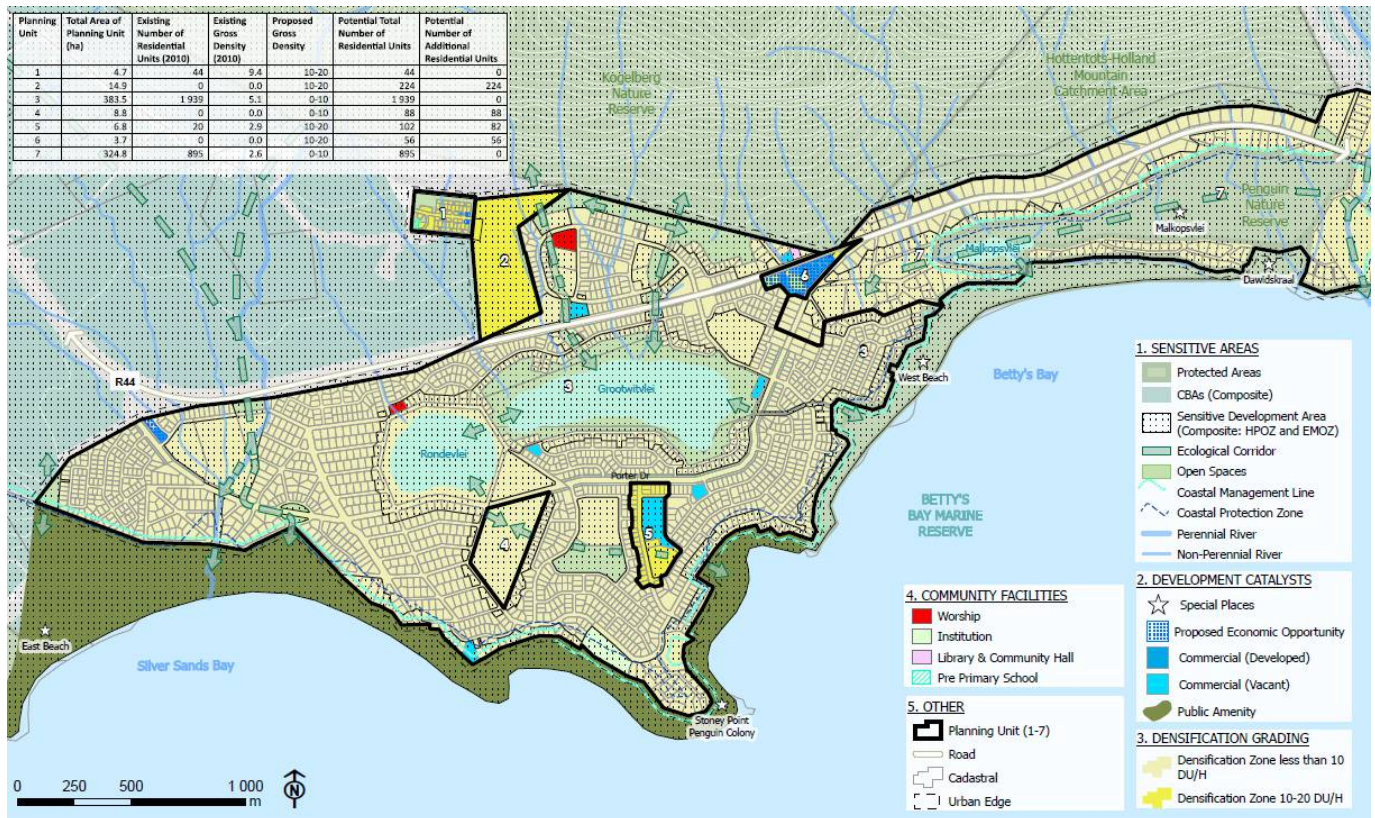 Planning Unit | Total Area of Planning Unit (ha) | Existing Number of Residential Units (2010) | Existing Gross Density (2010) | Proposed Gross Density | Potential Total Number of Residential Units | Potential Number of Additional Residential Units
1 | 4.7 | 44 | 9.4 | 10-20 | 44 | 0
2 | 14.9 | 0 | 0.0 | 10-20 | 224 | 224
3 | 383.5 | 1 939 | 5.1 | 0-10 | 1 939 | 0
4 | 8.8 | 0 | 0.0 | 0-10 | 88 | 88
5 | 6.8 | 20 | 2.9 | 10-20 | 102 | 82
6 | 3.7 | 0 | 0.0 | 10-20 | 56 | 56
7 | 324.8 | 895 | 2.6 | 0-10 | 895 | 0
Kogelberg
Nature
Reserve
Hottentots-Holland
Mountain
Catchment Area
1
2
6
7
7
Malkopsvlei
Malkopsvlei
Penguin
Nature
Reserve
Dawidskraal
R44
3
Grootwitvlei
3
West Beach
Betty's Bay
Rondevlei
Porter Dr
4
5
BETTY'S
BAY MARINE
RESERVE
East Beach
Silver Sands Bay
Stoney Point
Penguin Colony
0 250 500 1 000
m
N
1. SENSITIVE AREAS
Protected Areas
CBAs (Composite)
Sensitive Development Area
(Composite: HPOZ and EMOZ)
Ecological Corridor
Open Spaces
Coastal Management Line
Coastal Protection Zone
Perennial River
Non-Perennial River
2. DEVELOPMENT CATALYSTS
Special Places
Proposed Economic Opportunity
Commercial (Developed)
Commercial (Vacant)
Public Amenity
3. DENSIFICATION GRADING
Densification Zone less than 10
DU/H
Densification Zone 10-20 DU/H
4. COMMUNITY FACILITIES
Worship
Institution
Library & Community Hall
Pre Primary School
5. OTHER
Planning Unit (1-7)
Road
Cadastral
Urban Edge